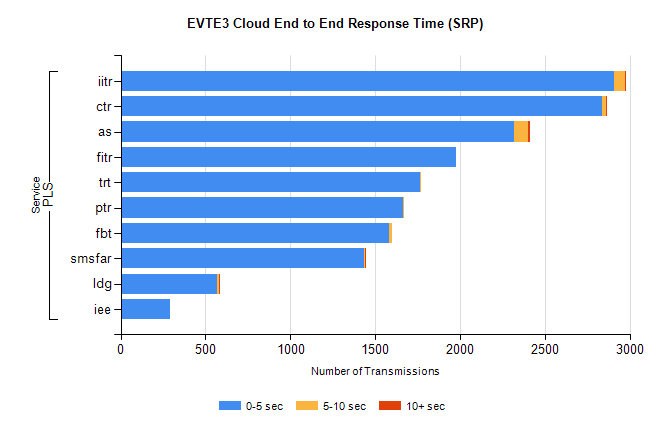 EVTE3 Cloud End to End Response Time (SRP)
Service
PLS
iitr
ctr
as
fitr
trt
ptr
fbt
smsfar
ldg
iee
0 500 1000 1500 2000 2500 3000
Number of Transmissions
0-5 sec 5-10 sec 10+ sec